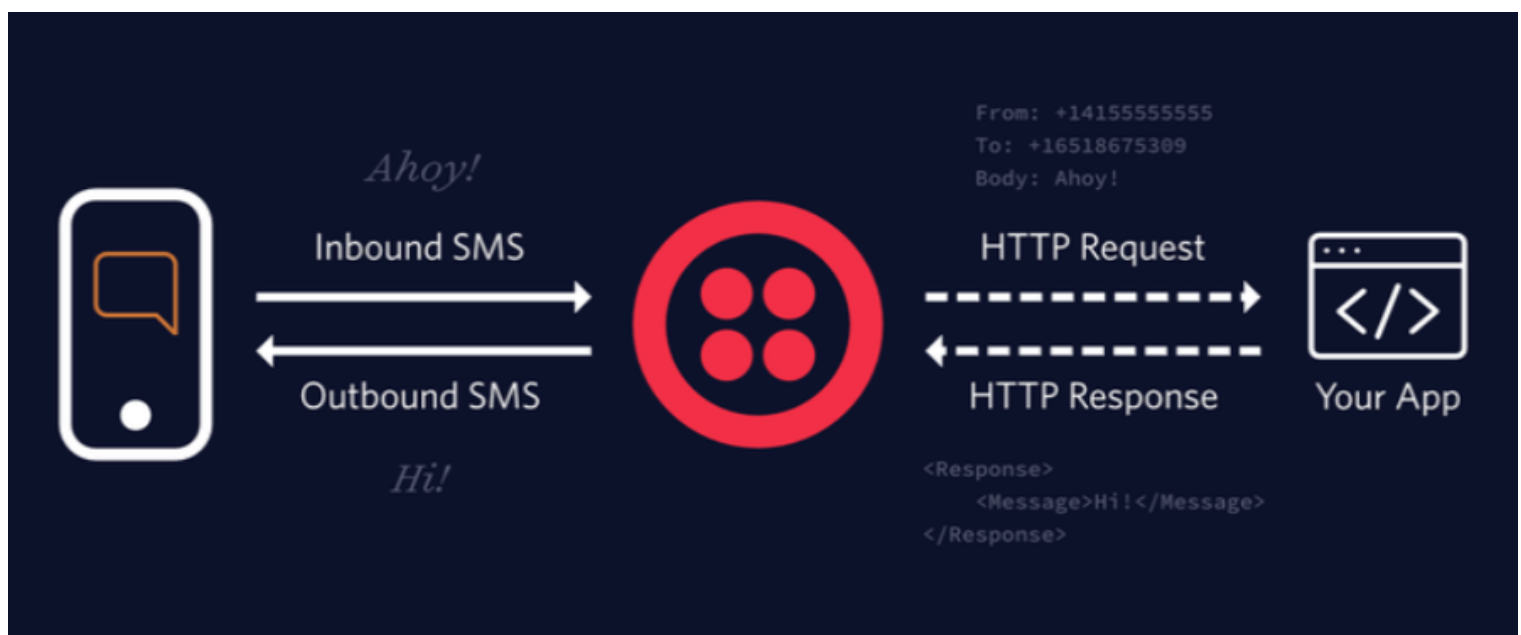 Ahoy!
Inbound SMS
Outbound SMS
Hi!
From: +14155555555
To: +16518675309
Body: Ahoy!
HTTP Request
HTTP Response
<Response>
<Message>Hi!</Message>
</Response>
</>
Your App